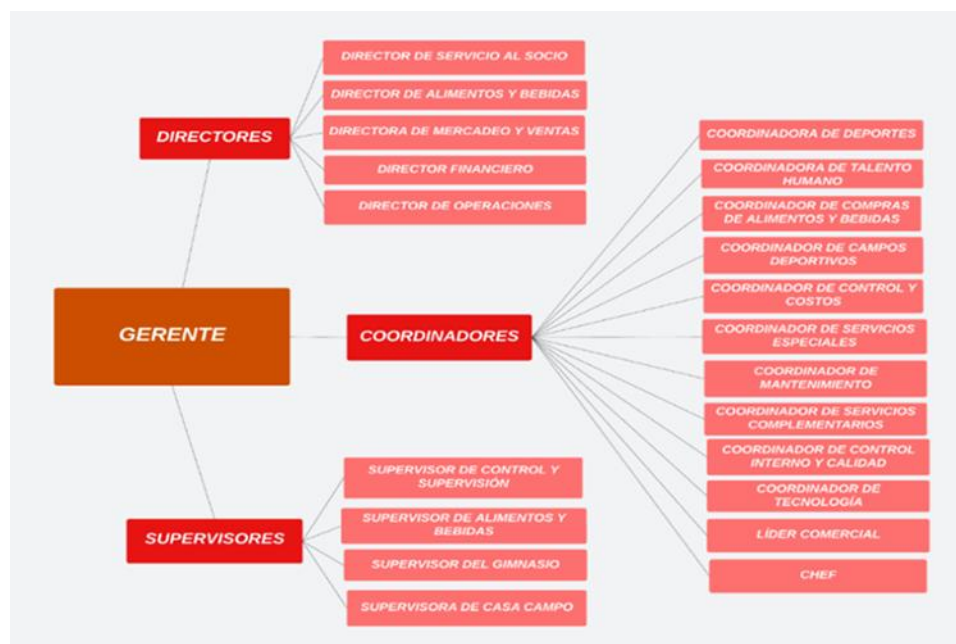 GERENTE
DIRECTORES
DIRECTOR DE SERVICIO AL SOCIO
DIRECTOR DE ALIMENTOS Y BEBIDAS
DIRECTORA DE MERCADEO Y VENTAS
DIRECTOR FINANCIERO
DIRECTOR DE OPERACIONES
COORDINADORES
COORDINADORA DE DEPORTES
COORDINADORA DE TALENTO
HUMANO
COORDINADOR DE COMPRAS
DE ALIMENTOS Y BEBIDAS
COORDINADOR DE CAMPOS
DEPORTIVOS
COORDINADOR DE CONTROL Y
COSTOS
COORDINADOR DE SERVICIOS
ESPECIALES
COORDINADOR DE
MANTENIMIENTO
COORDINADOR DE SERVICIOS
COMPLEMENTARIOS
COORDINADOR DE CONTROL
INTERNO Y CALIDAD
COORDINADOR DE
TECNOLOGÍA
LÍDER COMERCIAL
CHEF
SUPERVISORES
SUPERVISOR DE CONTROL Y
SUPERVISIÓN
SUPERVISOR DE ALIMENTOS Y
BEBIDAS
SUPERVISOR DEL GIMNASIO
SUPERVISORA DE CASA CAMPO